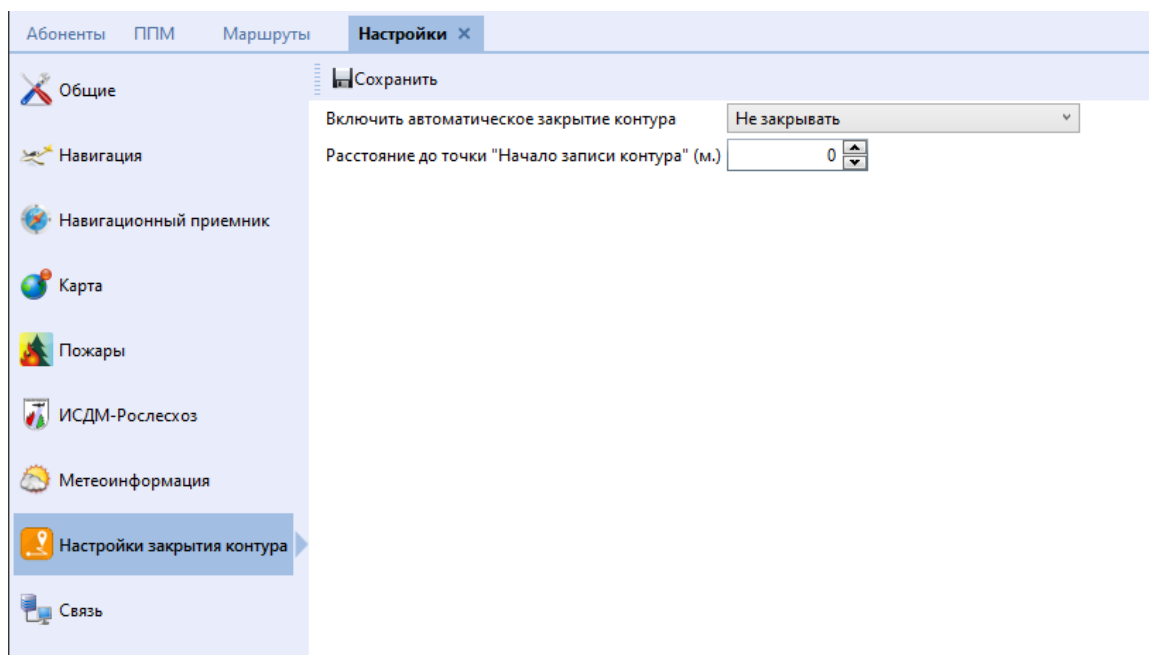 Абоненты ППМ Маршруты Настройки ×
Общие
Навигация
Навигационный приемник
Карта
Пожары
ИСДМ-Рослесхоз
Метеоинформация
Настройки закрытия контура
Связь
Сохранить
Включить автоматическое закрытие контура Не закрывать
Расстояние до точки "Начало записи контура" (м.) 0